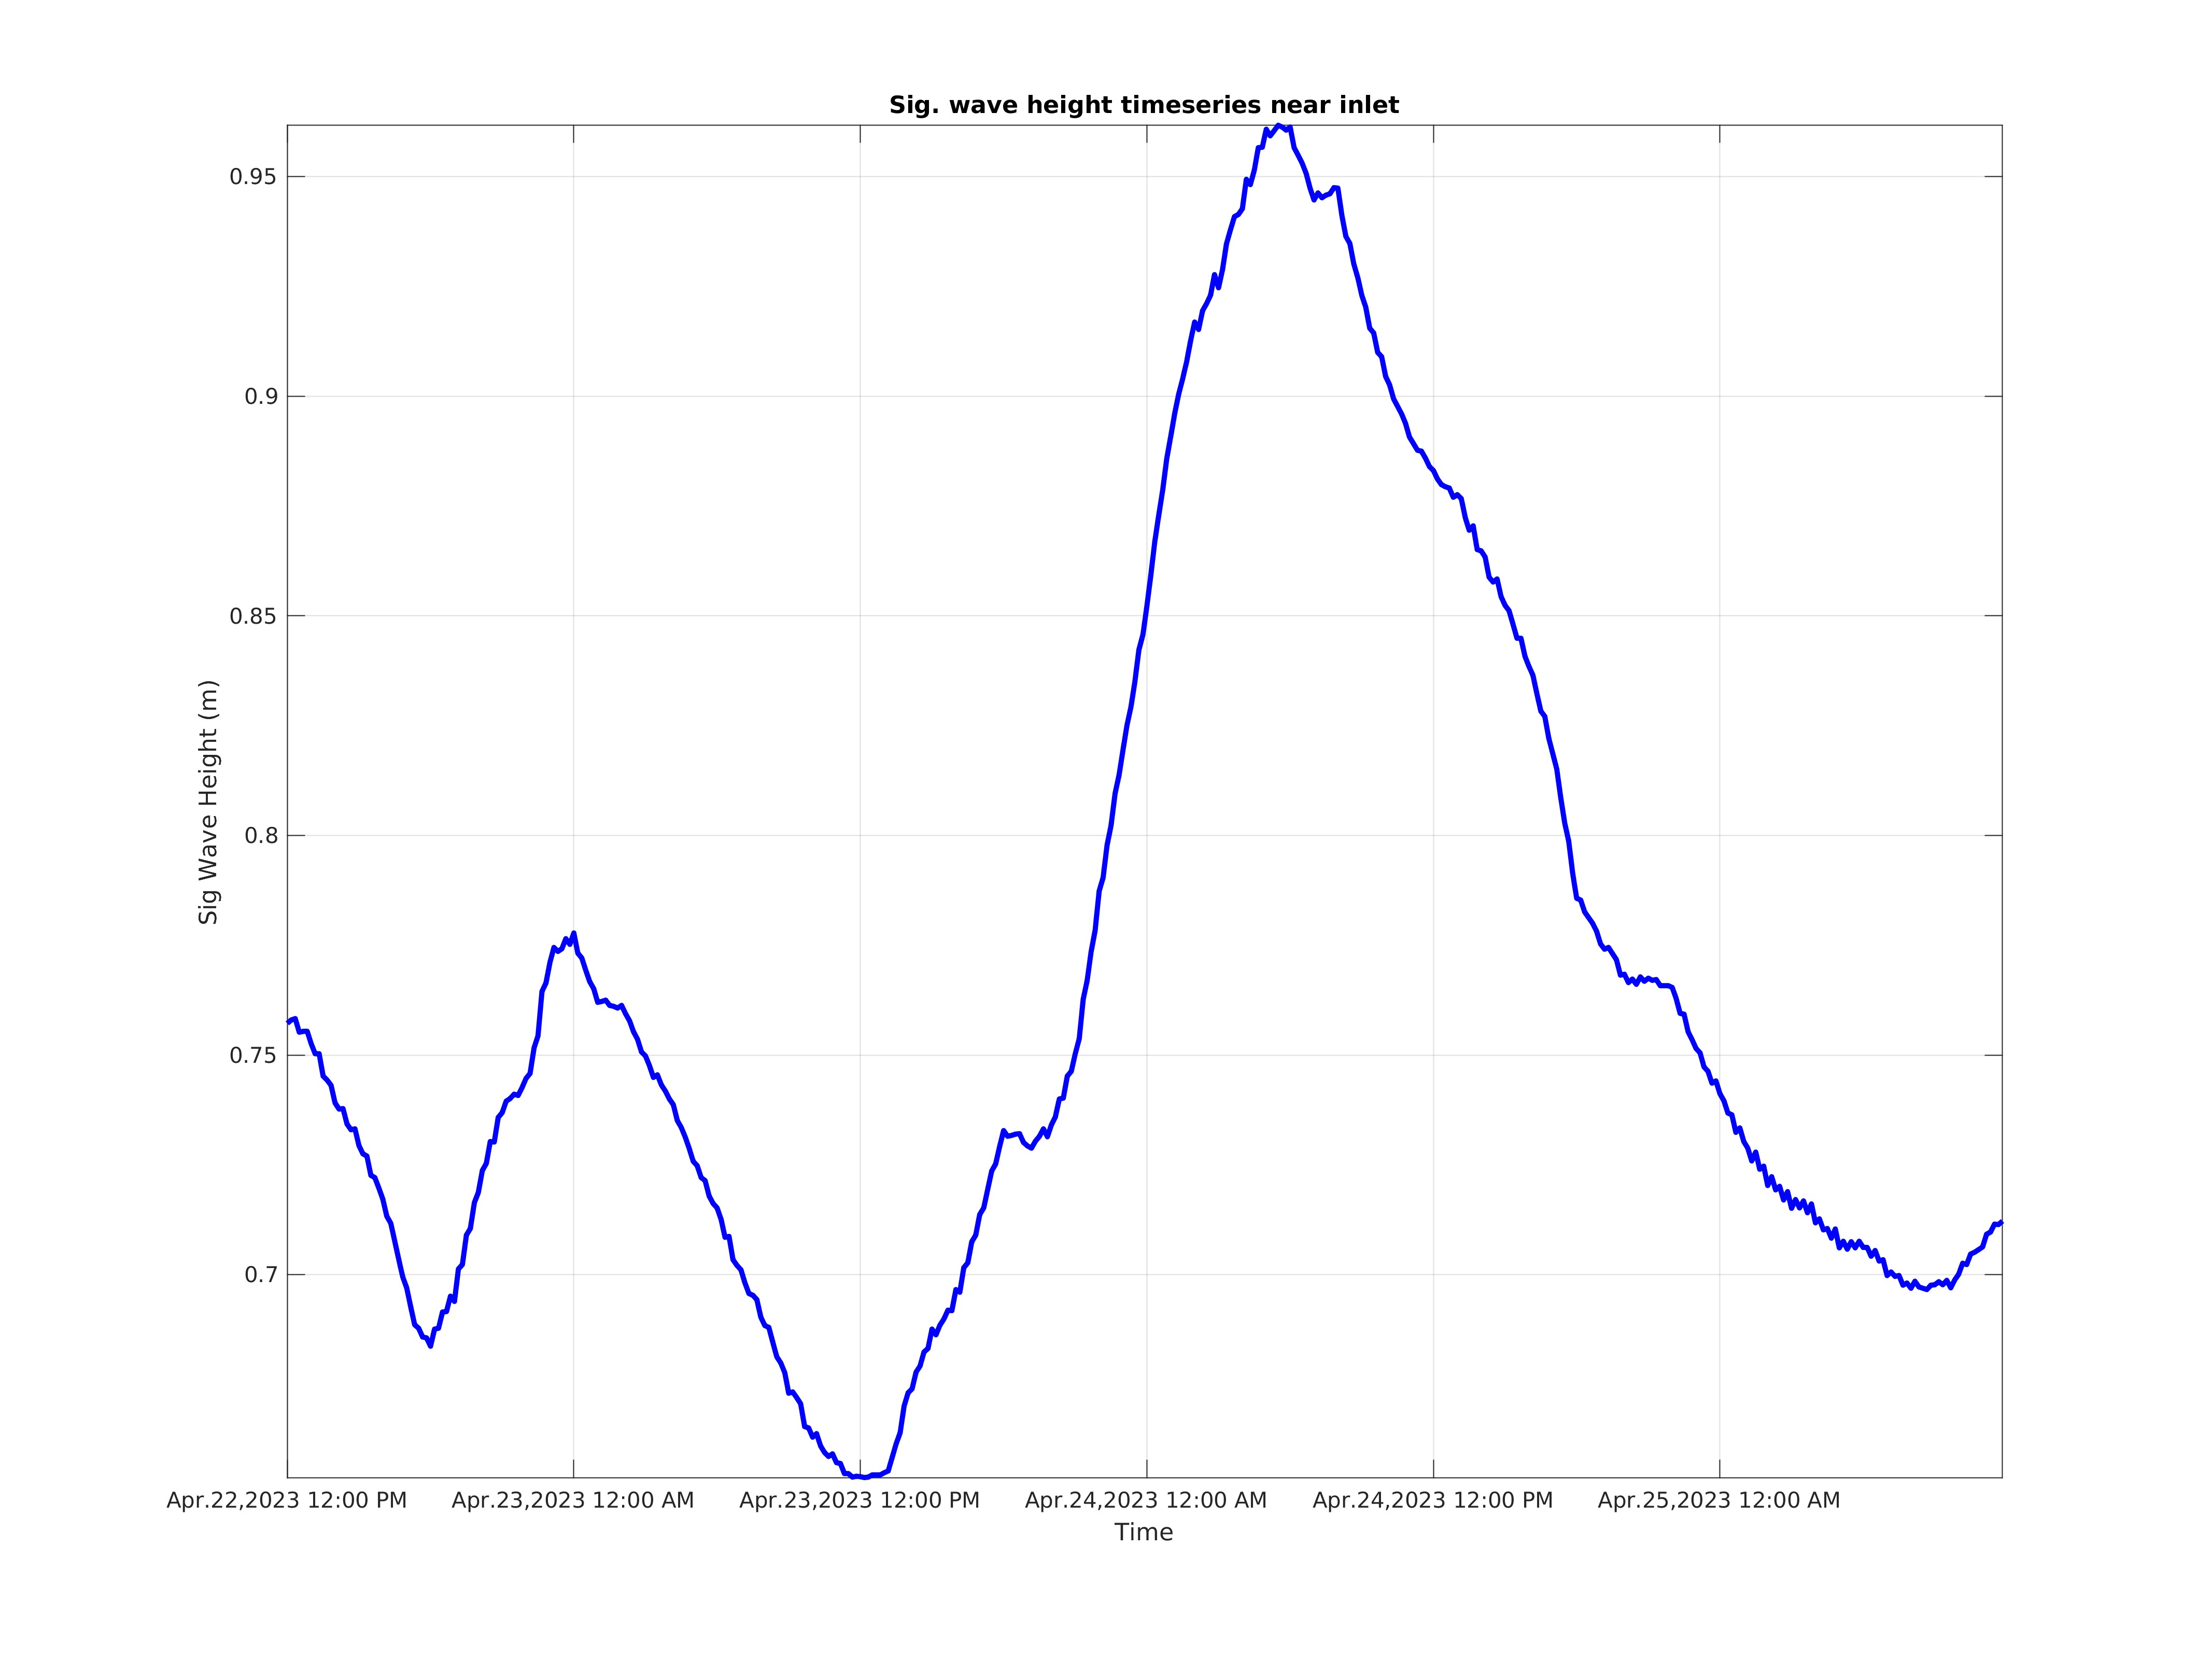 Sig. wave height timeseries near inlet
0.95
0.9
0.85
0.8
0.75
0.7
Sig Wave Height (m)
Apr.22,2023 12:00 PM Apr.23,2023 12:00 AM Apr.23,2023 12:00 PM Apr.24,2023 12:00 AM Apr.24,2023 12:00 PM Apr.25,2023 12:00 AM
Time